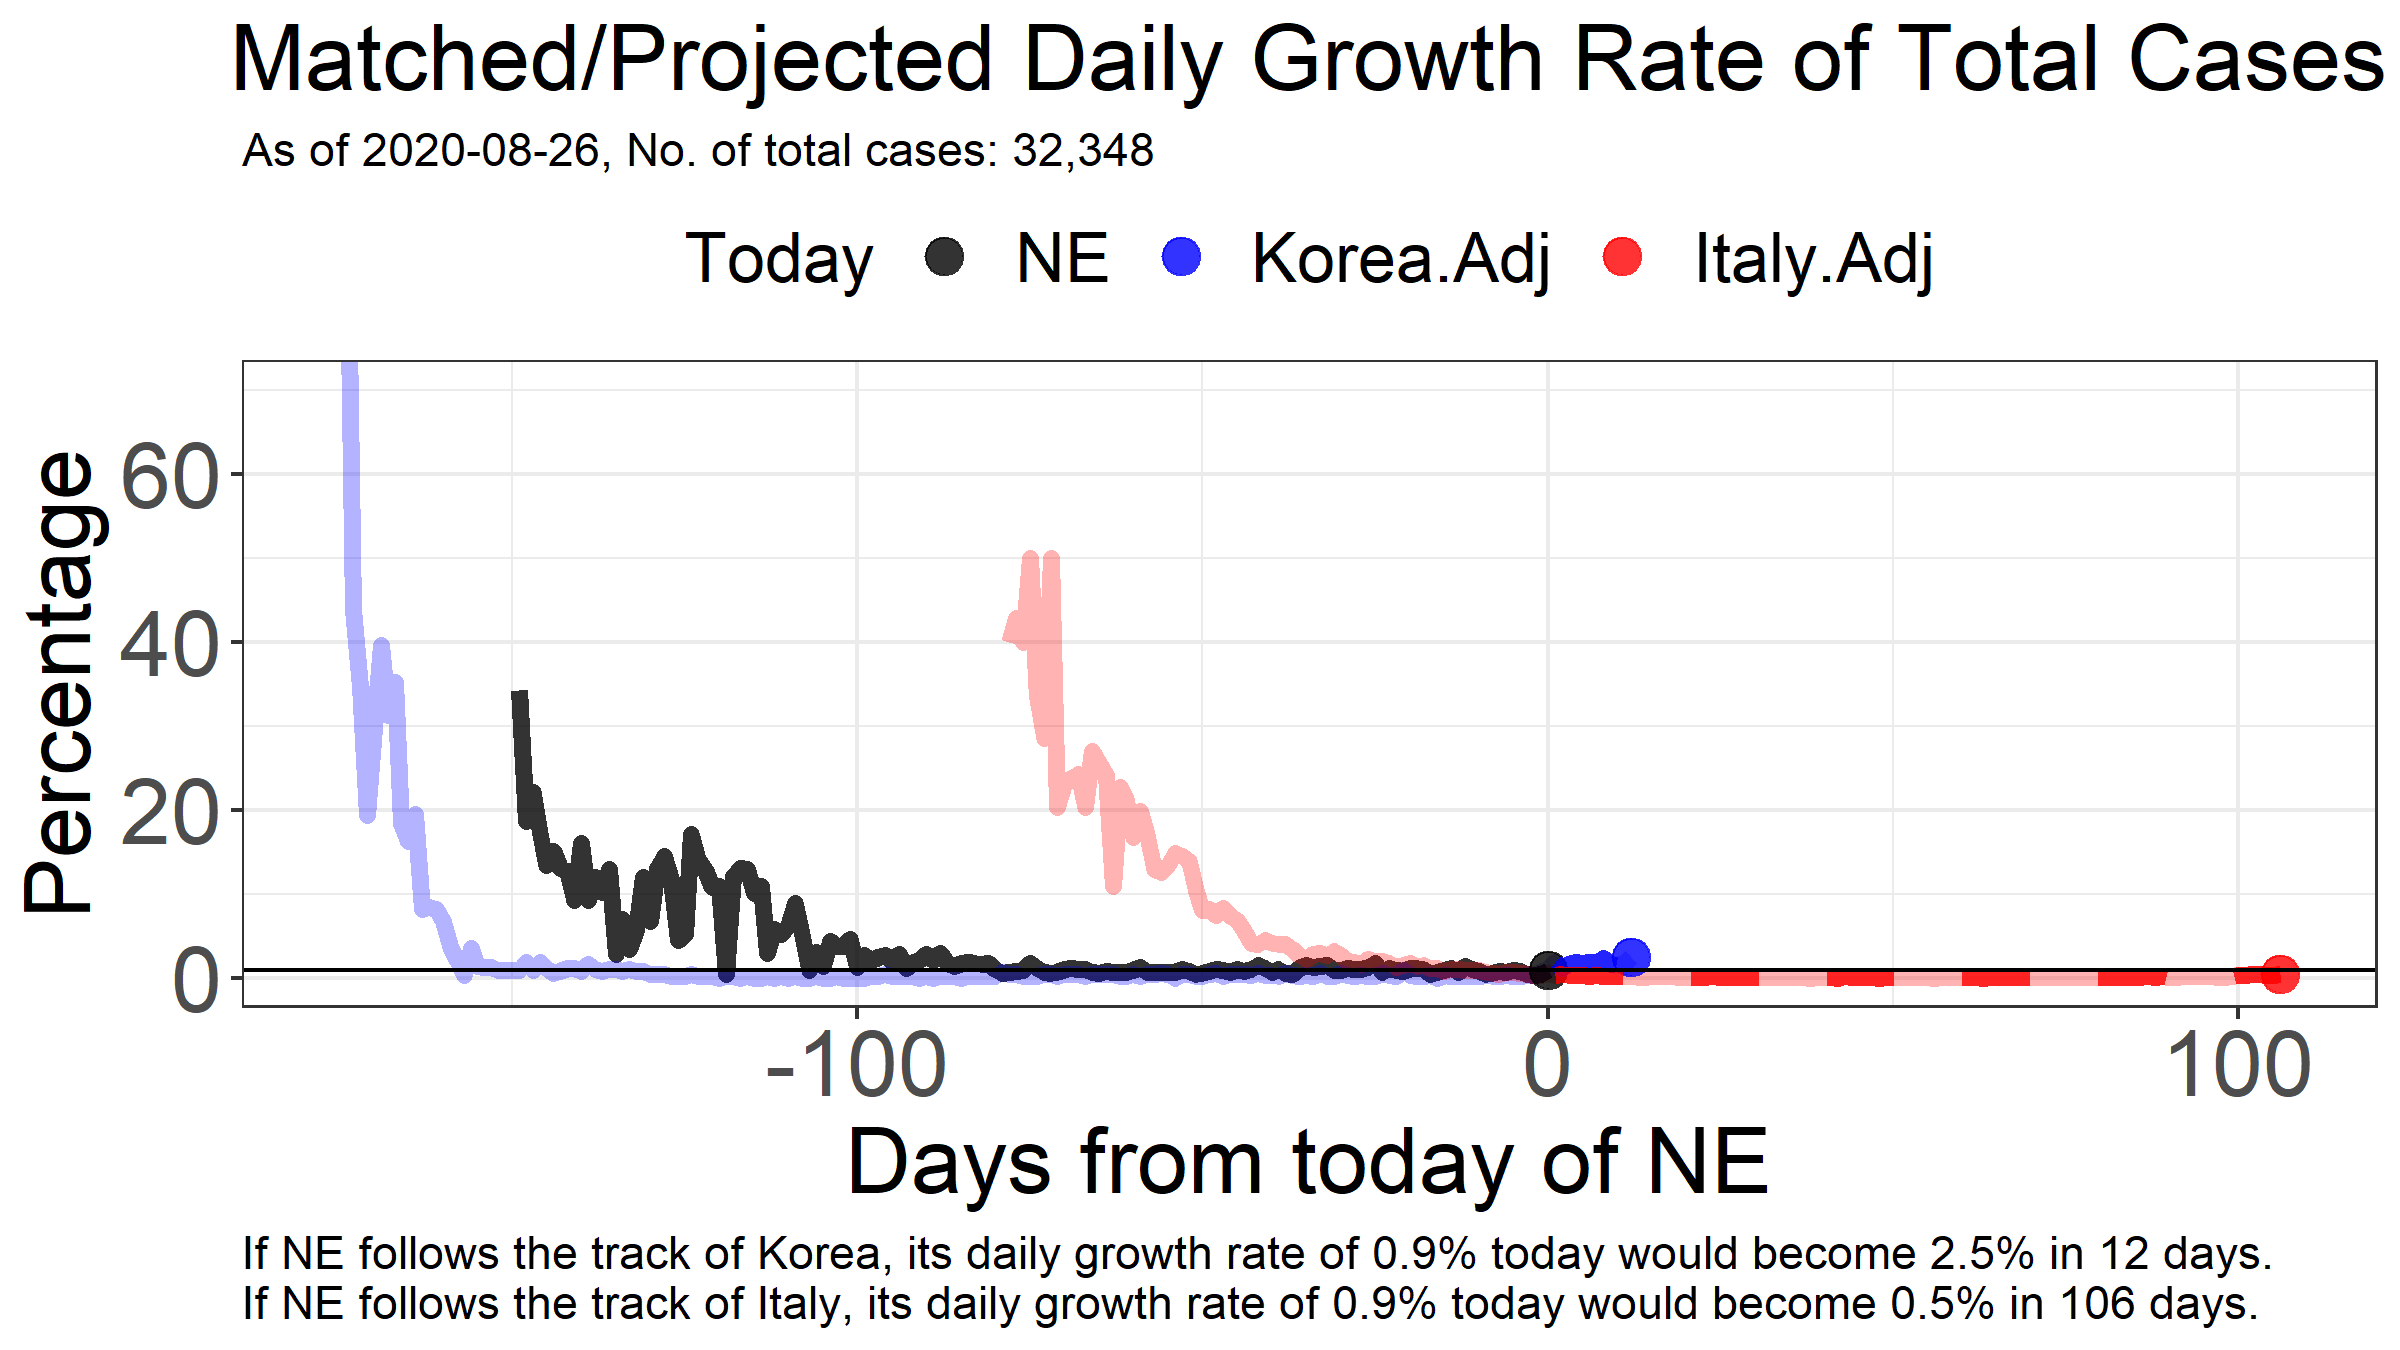 Matched/Projected Daily Growth Rate of Total Cases
As of 2020-08-26, No. of total cases: 32,348
Today NE Korea.Adj Italy.Adj
Percentage
60
40
20
0
-100 0 100
Days from today of NE
If NE follows the track of Korea, its daily growth rate of 0.9% today would become 2.5% in 12 days.
If NE follows the track of Italy, its daily growth rate of 0.9% today would become 0.5% in 106 days.